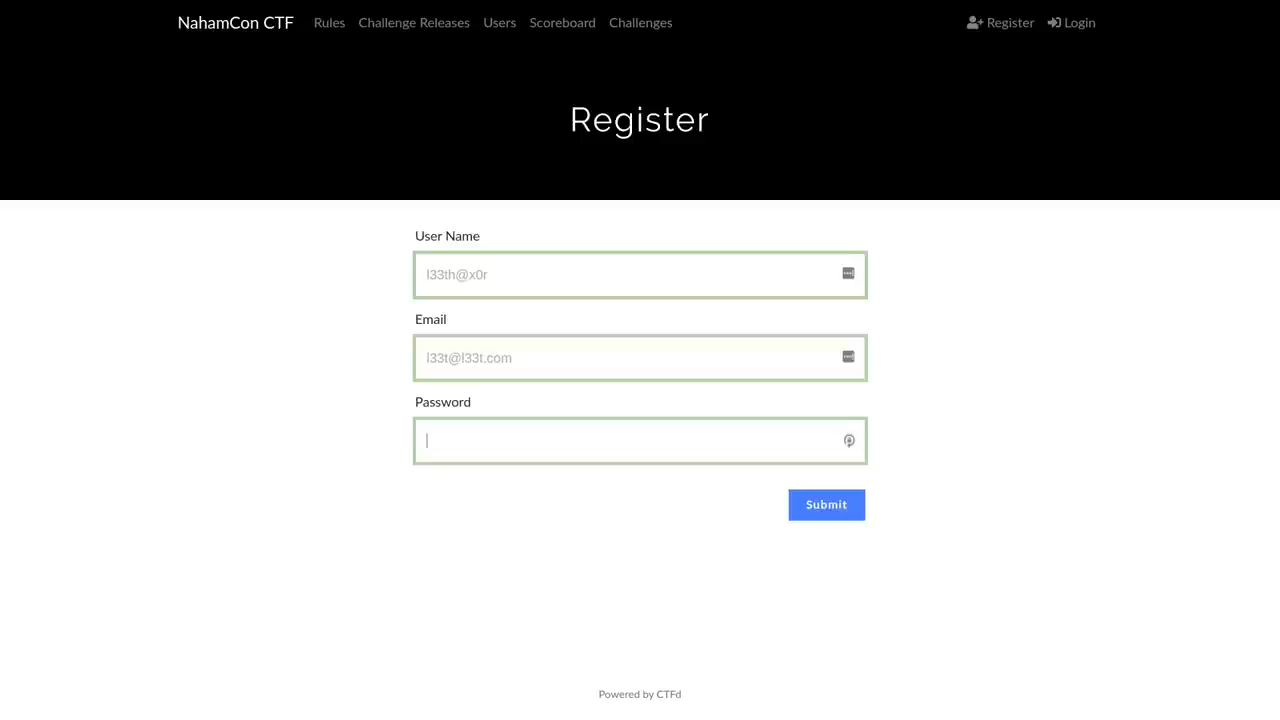 NahamCon CTF Rules Challenge Releases Users Scoreboard Challenges Register Login
Register
User Name
l33th@x0r
Email
l33t@l33t.com
Password
Submit
Powered by CTFd